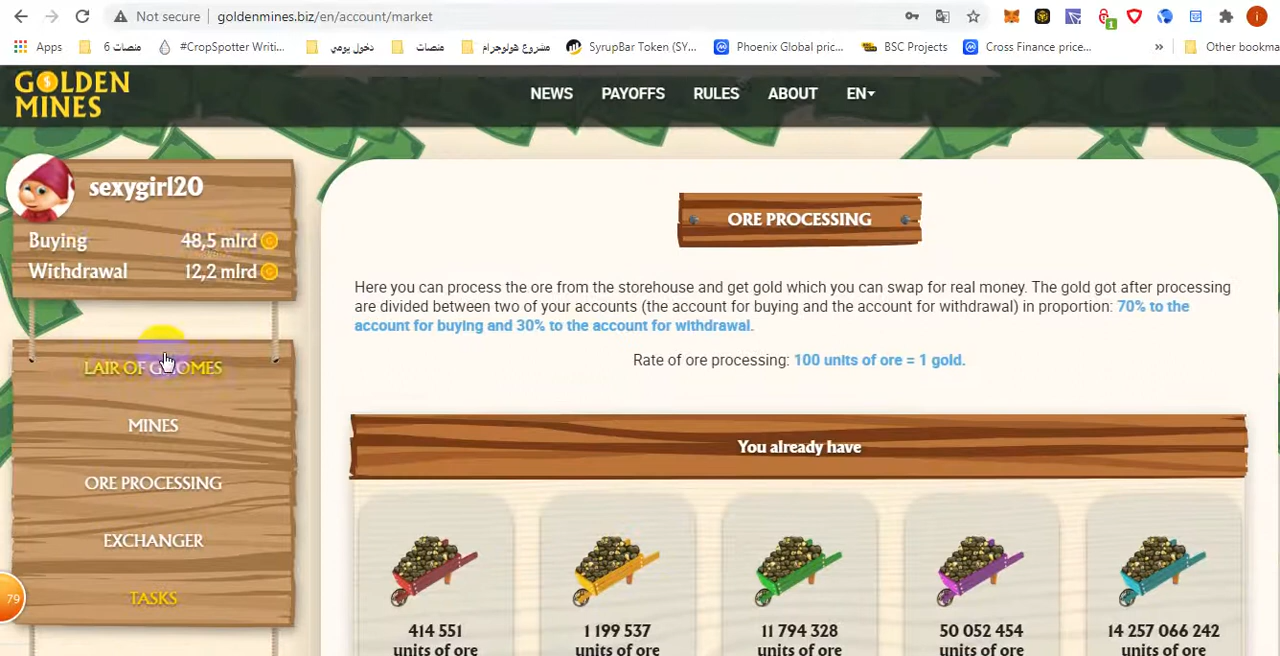 Not secure | goldenmines.biz/en/account/market
Apps
منصات 6
#CropSpotter Writi...
دخول يومي
منصات
مشروع هولوجرام
SyrupBar Token (SY...
Phoenix Global pric...
BSC Projects
Cross Finance price...
»
Other bookma
GOLDEN
MINES
NEWS
PAYOFFS
RULES
ABOUT
EN
sexygirl20
Buying 48,5 mlrd
Withdrawal 12,2 mlrd
LAIR OF GNOMES
MINES
ORE PROCESSING
EXCHANGER
TASKS
79
ORE PROCESSING
Here you can process the ore from the storehouse and get gold which you can swap for real money. The gold got after processing
are divided between two of your accounts (the account for buying and the account for withdrawal) in proportion: 70% to the
account for buying and 30% to the account for withdrawal.
Rate of ore processing: 100 units of ore = 1 gold.
You already have
414 551
units of ore
1 199 537
units of ore
11 794 328
units of ore
50 052 454
units of ore
14 257 066 242
units of ore